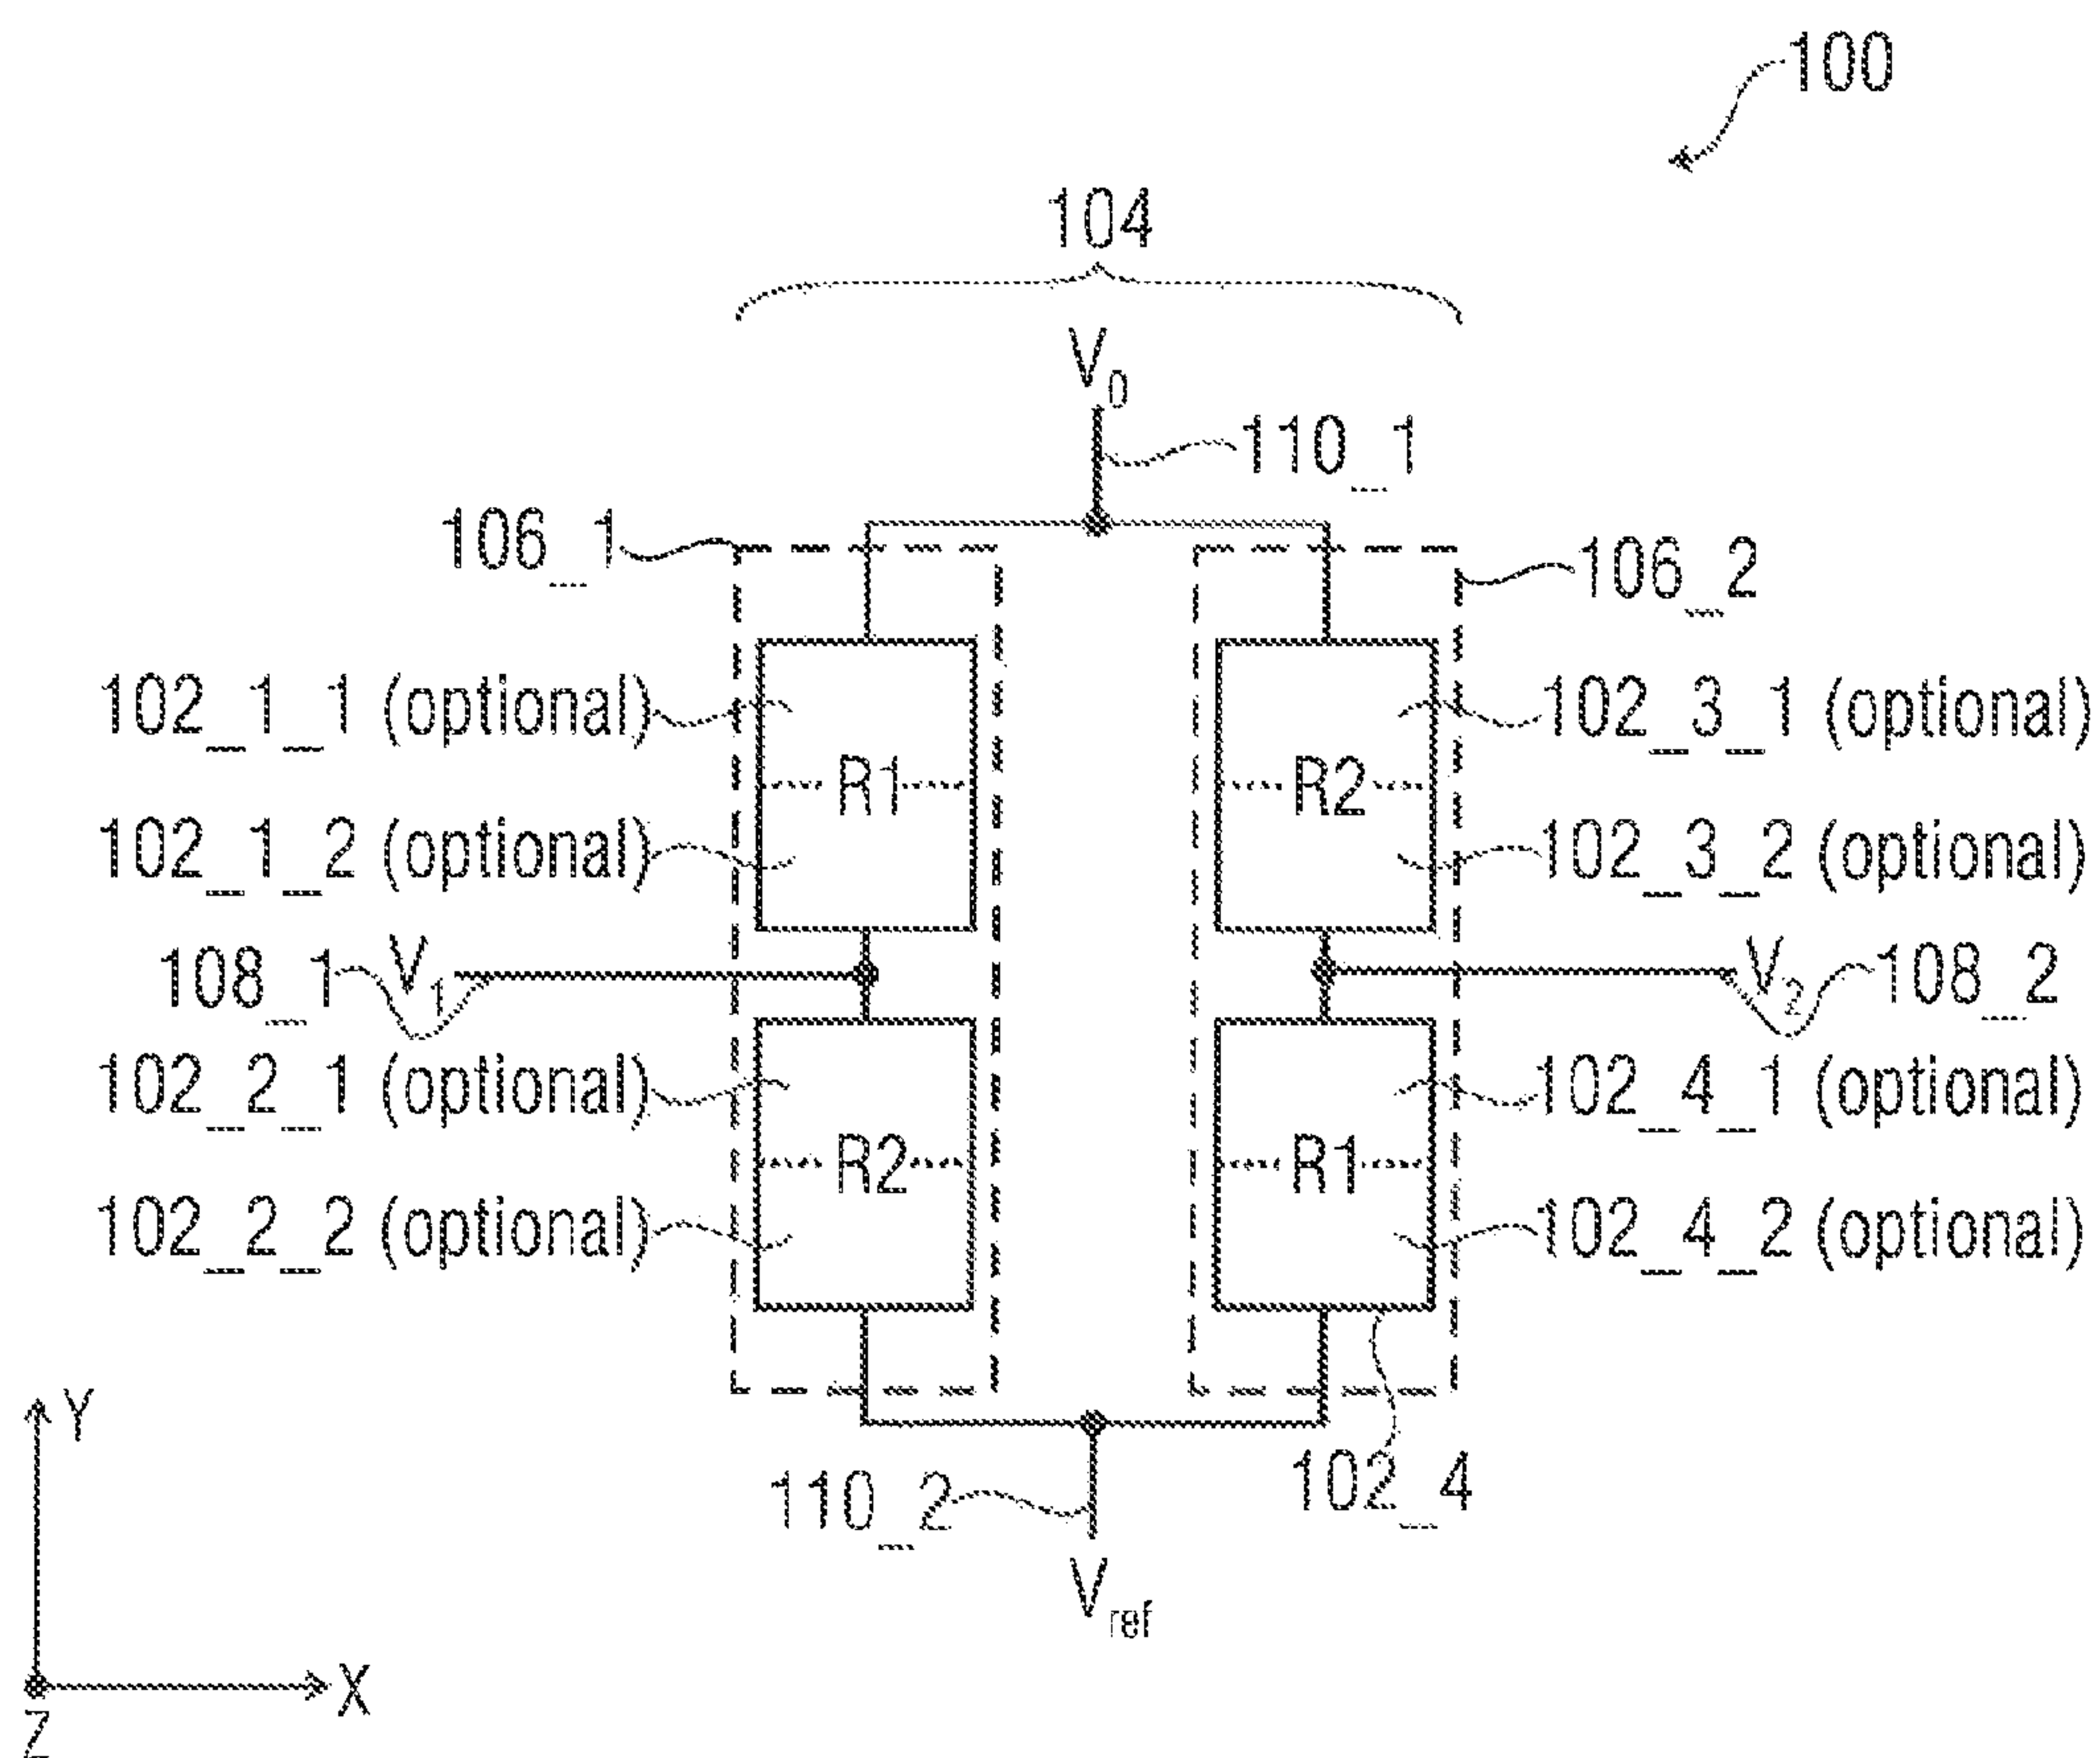 100
104
V0
110_1
106_1
106_2
102_1_1 (optional)
102_3_1 (optional)
R1
R2
102_1_2 (optional)
102_3_2 (optional)
108_1
V1
V2
108_2
102_2_1 (optional)
102_4_1 (optional)
R2
R1
102_2_2 (optional)
102_4_2 (optional)
Y
110_2
102_4
Vref
X
Z